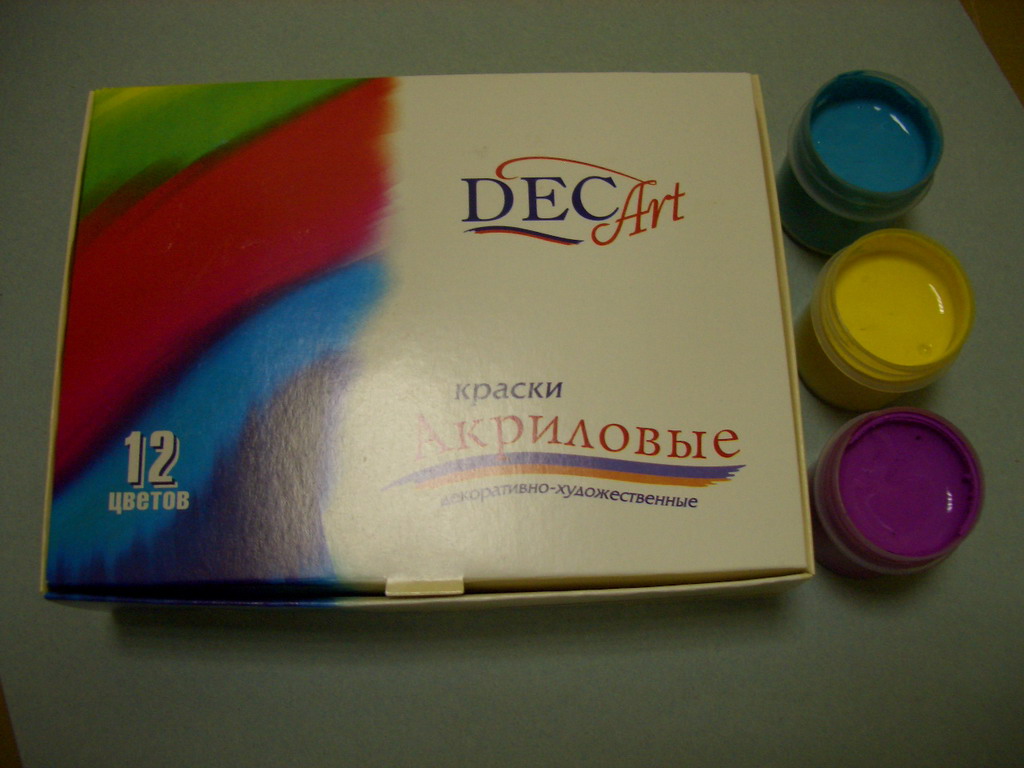 DECArt
краски
Акриловые
декоративно-художественные
12
цветов